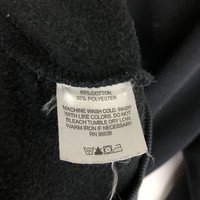 65% COTTON
35% POLYESTER
MACHINE WASH COLD. WASH
WITH LIKE COLORS. DO NOT
BLEACH TUMBLE DRY LOW
WARM IRON IF NECESSARY.
RN 90636